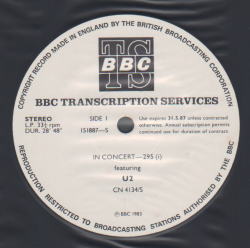 COPYRIGHT RECORD MADE IN ENGLAND BY THE BRITISH BROADCASTING CORPORATION
TS
BBC
BBC TRANSCRIPTION SERVICES
STEREO
L.P. 33⅓ rpm
DUR. 28' 48"
SIDE 1
151887—S
Use expires 31.5.87 unless contracted
otherwise. Annual subscription permits
continued use for duration of contract
IN CONCERT—295 (i)
featuring
U2
CN 4134/S
℗ BBC 1983
REPRODUCTION RESTRICTED TO BROADCASTING STATIONS AUTHORISED BY THE BBC